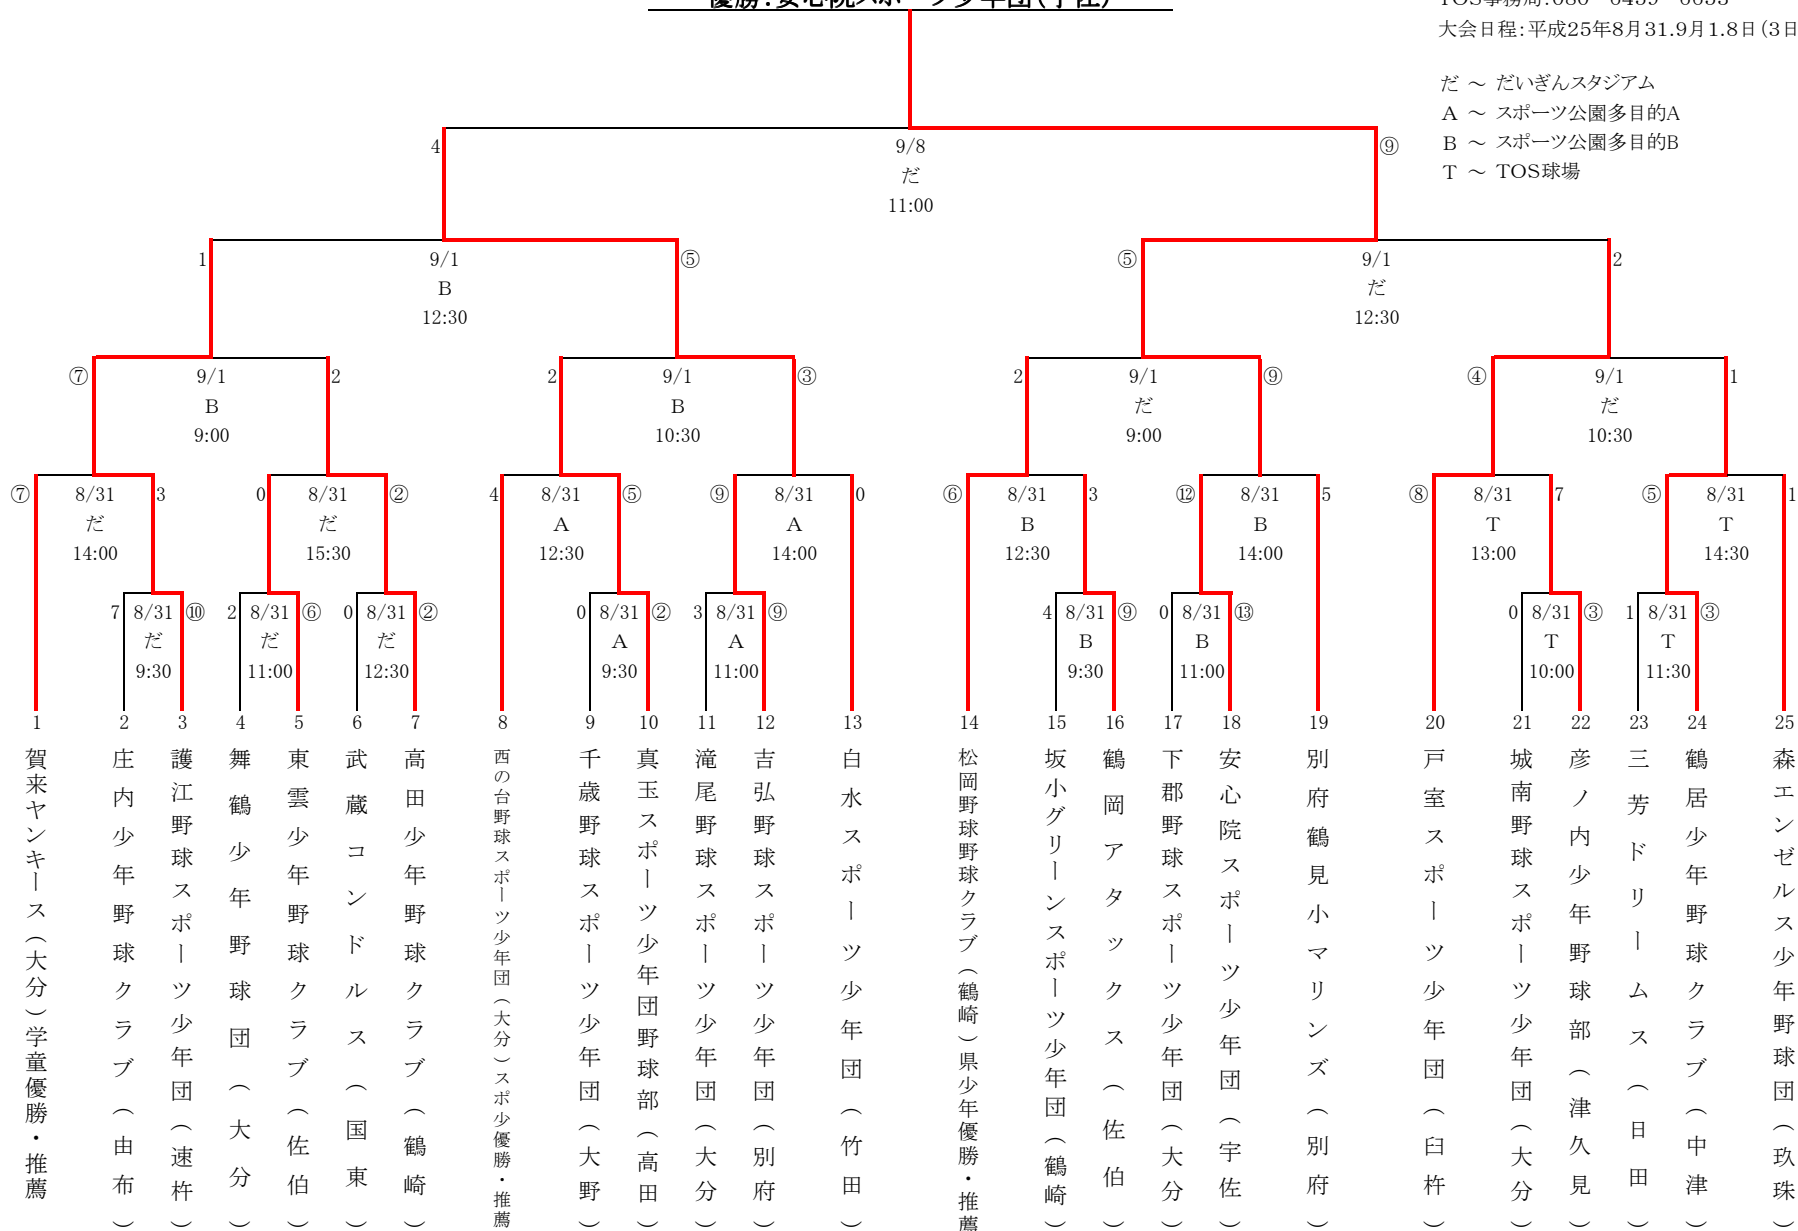 優勝：安心院スポーツ少年団（宇佐）
大会日程：平成25年8月31.9月1.8日（3日
だ ～ だいぎんスタジアム
A ～ スポーツ公園多目的A
B ～ スポーツ公園多目的B
T ～ TOS球場
4 9/8 ⑨
だ
11:00
1 9/1 ⑤ ⑤ 9/1 2
B だ
12:30 12:30
⑦ 9/1 2 2 9/1 ③ 2 9/1 ⑨ ④ 9/1 1
B B だ だ
9:00 10:30 9:00 10:30
⑦ 8/31 3 0 8/31 ② 4 8/31 ⑤ ⑨ 8/31 0 ⑥ 8/31 3 ⑫ 8/31 5 ⑧ 8/31 7 ⑤ 8/31 1
だ だ A A B B T T
14:00 15:30 12:30 14:00 12:30 14:00 13:00 14:30
7 8/31 ⑩ 2 8/31 ⑥ 0 8/31 ② 0 8/31 ② 3 8/31 ⑨ 4 8/31 ⑨ 0 8/31 ⑬ 0 8/31 ③ 1 8/31 ③
だ だ だ A A B B T T
9:30 11:00 12:30 9:30 11:00 9:30 11:00 10:00 11:30
1 2 3 4 5 6 7 8 9 10 11 12 13 14 15 16 17 18 19 20 21 22 23 24 25
賀来ヤンキース（大分）学童優勝・推薦
庄内少年野球クラブ（由布）
護江野球スポーツ少年団（速杵）
舞鶴少年野球団（大分）
東雲少年野球クラブ（佐伯）
武蔵コンドルス（国東）
高田少年野球クラブ（鶴崎）
西の台野球スポーツ少年団（大分）スポ少優勝・推薦
千歳野球スポーツ少年団（大野）
真玉スポーツ少年団野球部（高田）
滝尾野球スポーツ少年団（大分）
吉弘野球スポーツ少年団（別府）
白水スポーツ少年団（竹田）
松岡野球野球クラブ（鶴崎）県少年優勝・推薦
坂小グリーンスポーツ少年団（鶴崎）
鶴岡アタックス（佐伯）
下郡野球スポーツ少年団（大分）
安心院スポーツ少年団（宇佐）
別府鶴見小マリンズ（別府）
戸室スポーツ少年団（臼杵）
城南野球スポーツ少年団（大分）
彦ノ内少年野球部（津久見）
三芳ドリームス（日田）
鶴居少年野球クラブ（中津）
森エンゼルス少年野球団（玖珠）